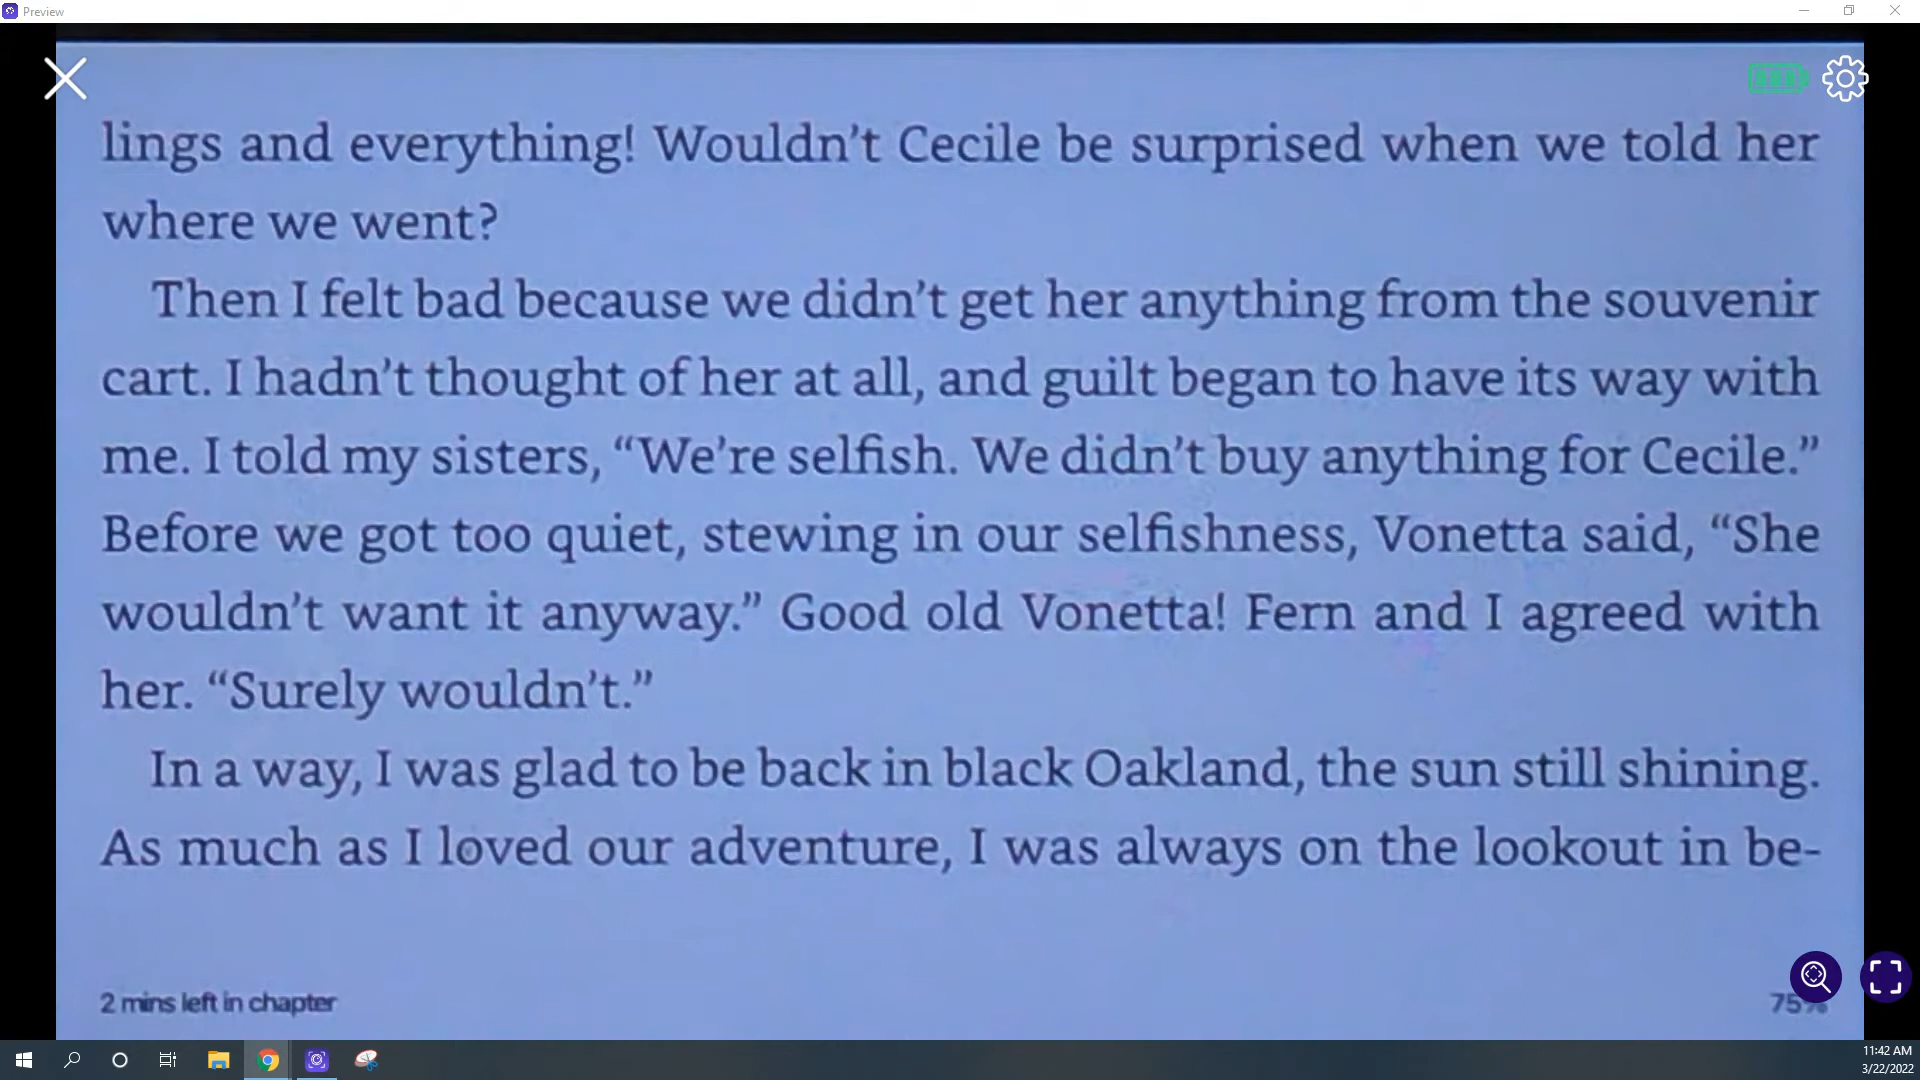 Preview
lings and everything! Wouldn’t Cecile be surprised when we told her
where we went?
Then I felt bad because we didn’t get her anything from the souvenir
cart. I hadn’t thought of her at all, and guilt began to have its way with
me. I told my sisters, “We’re selfish. We didn’t buy anything for Cecile.”
Before we got too quiet, stewing in our selfishness, Vonetta said, “She
wouldn’t want it anyway.” Good old Vonetta! Fern and I agreed with
her. “Surely wouldn’t.”
In a way, I was glad to be back in black Oakland, the sun still shining.
As much as I loved our adventure, I was always on the lookout in be-
2 mins left in chapter
75%
11:42 AM
3/22/2022